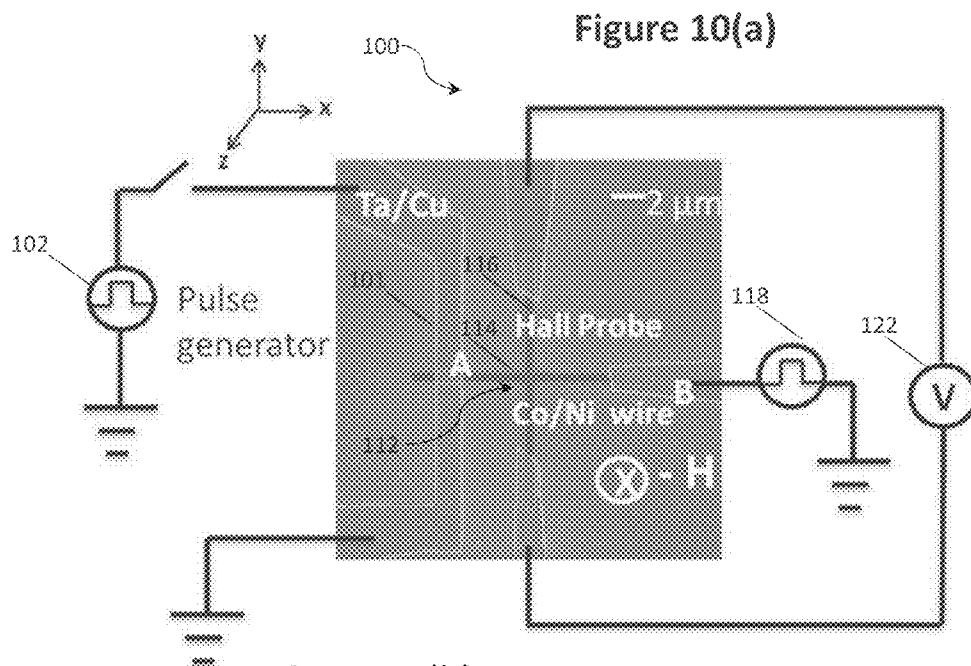 Figure 10(a)
100
Y
X
z
Ta/Cu
2 μm
102
Pulse
generator
116
118
114
Hall Probe
122
A
B
V
Co/Ni wire
112
X - H